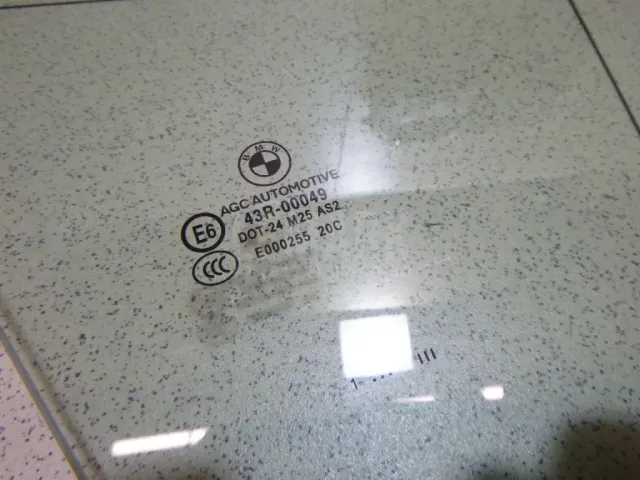 BMW
AGC AUTOMOTIVE
43R-00049
E6
DOT-24 M25 AS2
E000255 20C
CCC